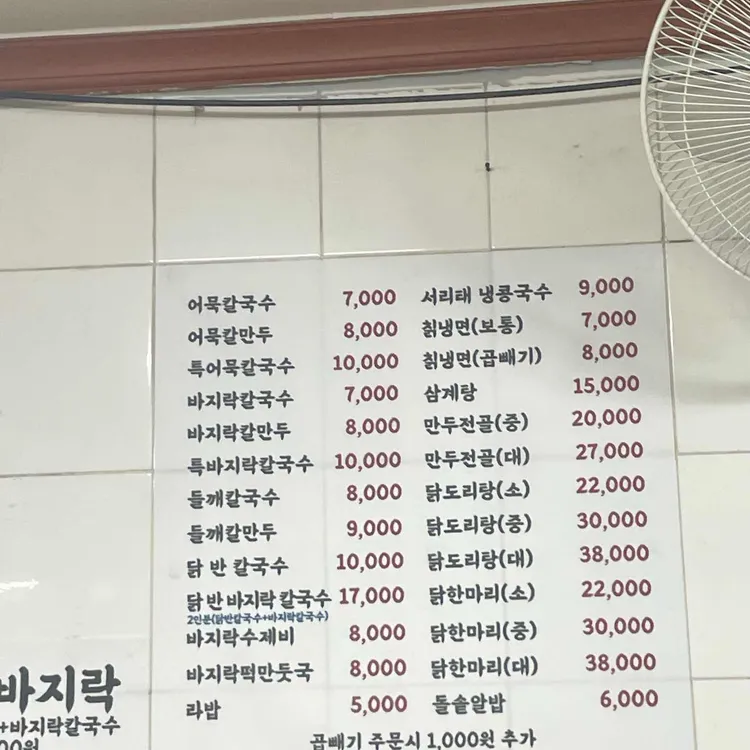 어묵칼국수 7,000
어묵칼만두 8,000
특어묵칼국수 10,000
바지락칼국수 7,000
바지락칼만두 8,000
특바지락칼국수 10,000
들깨칼국수 8,000
들깨칼만두 9,000
닭 반 칼국수 10,000
닭 반 바지락 칼국수 17,000
2인분(닭반칼국수+바지락칼국수)
바지락수제비 8,000
바지락떡만둣국 8,000
라밥 5,000
서리태 냉콩국수 9,000
칡냉면(보통) 7,000
칡냉면(곱빼기) 8,000
삼계탕 15,000
만두전골(중) 20,000
만두전골(대) 27,000
닭도리탕(소) 22,000
닭도리탕(중) 30,000
닭도리탕(대) 38,000
닭한마리(소) 22,000
닭한마리(중) 30,000
닭한마리(대) 38,000
돌솥알밥 6,000
곱빼기 주문시 1,000원 추가
바지락
+바지락칼국수
00원